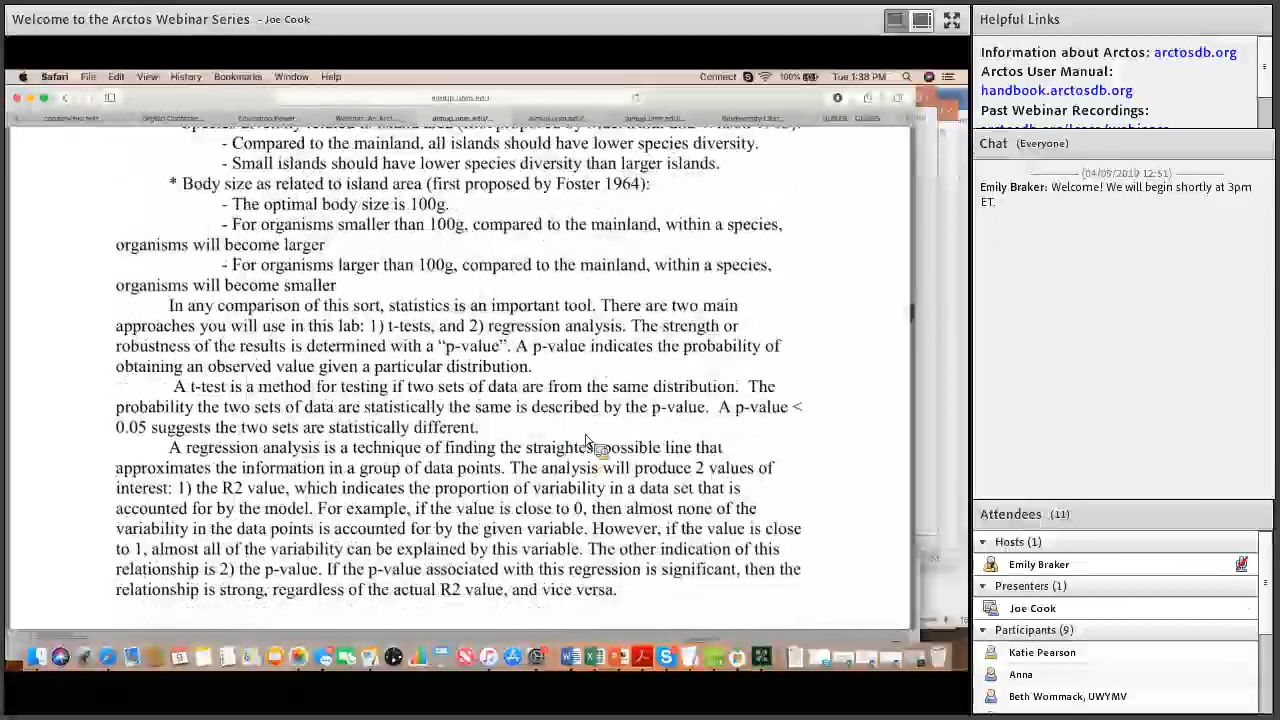 Welcome to the Arctos Webinar Series - Joe Cook
Safari File Edit View History Bookmarks Window Help
Connect 100% Tue 1:38 PM
- Compared to the mainland, all islands should have lower species diversity.
- Small islands should have lower species diversity than larger islands.
* Body size as related to island area (first proposed by Foster 1964):
- The optimal body size is 100g.
- For organisms smaller than 100g, compared to the mainland, within a species,
organisms will become larger
- For organisms larger than 100g, compared to the mainland, within a species,
organisms will become smaller
In any comparison of this sort, statistics is an important tool. There are two main
approaches you will use in this lab: 1) t-tests, and 2) regression analysis. The strength or
robustness of the results is determined with a “p-value”. A p-value indicates the probability of
obtaining an observed value given a particular distribution.
A t-test is a method for testing if two sets of data are from the same distribution. The
probability the two sets of data are statistically the same is described by the p-value. A p-value <
0.05 suggests the two sets are statistically different.
A regression analysis is a technique of finding the straightest possible line that
approximates the information in a group of data points. The analysis will produce 2 values of
interest: 1) the R2 value, which indicates the proportion of variability in a data set that is
accounted for by the model. For example, if the value is close to 0, then almost none of the
variability in the data points is accounted for by the given variable. However, if the value is close
to 1, almost all of the variability can be explained by this variable. The other indication of this
relationship is 2) the p-value. If the p-value associated with this regression is significant, then the
relationship is strong, regardless of the actual R2 value, and vice versa.
Helpful Links
Information about Arctos: arctosdb.org
Arctos User Manual:
handbook.arctosdb.org
Past Webinar Recordings:
Chat (Everyone)
Emily Braker: Welcome! We will begin shortly at 3pm
ET.
Attendees (11)
Hosts (1)
Emily Braker
Presenters (1)
Joe Cook
Participants (9)
Katie Pearson
Anna
Beth Wommack, UWYMV